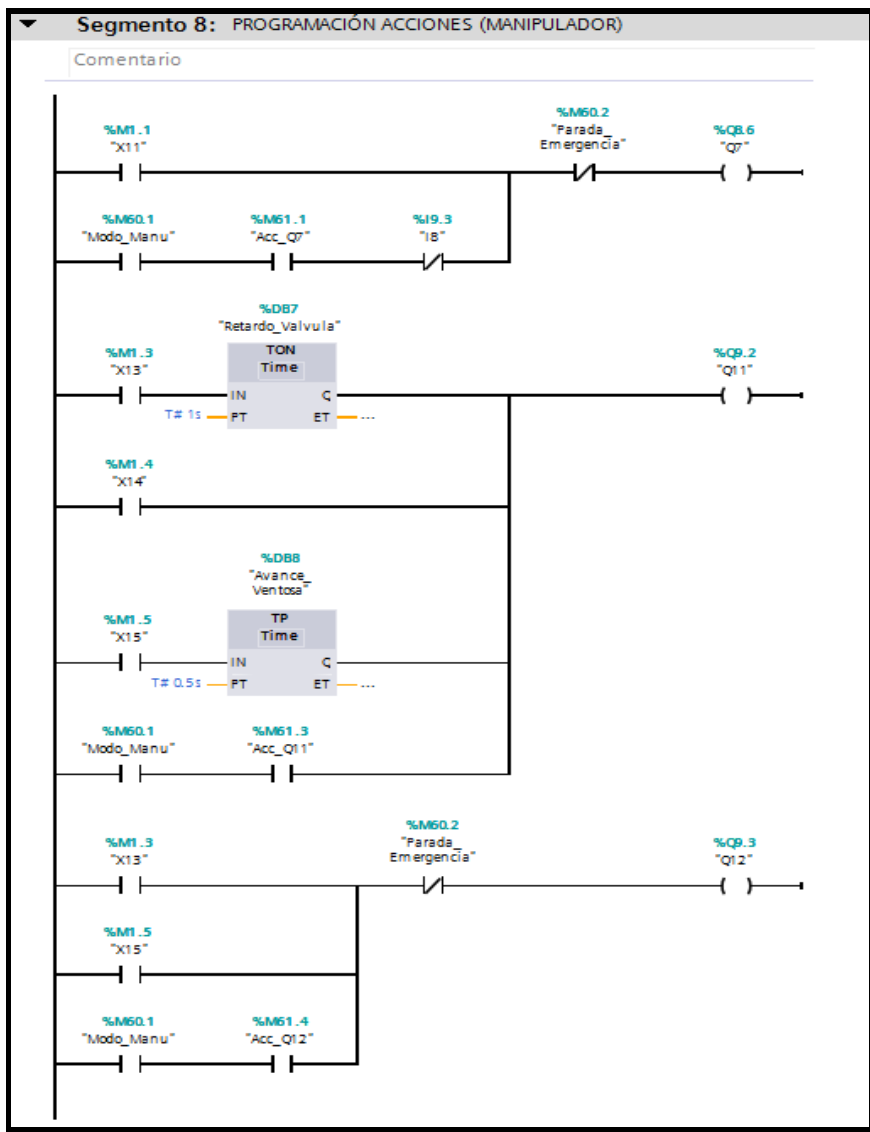 Segmento 8: PROGRAMACIÓN ACCIONES (MANIPULADOR)
Comentario
%M60.2
%M1.1 "Parada_ %Q8.6
"X11" Emergencia" "Q7"
%M60.1 %M61.1 %I9.3
"Modo_Manu" "Acc_Q7" "I8"
%DB7
"Retardo_Valvula"
%M1.3 TON %Q9.2
"X13" Time "Q11"
IN Q
T# 1s PT ET ...
%M1.4
"X14"
%DB8
"Avance_
Ventosa"
%M1.5 TP
"X15" Time
IN Q
T# 0.5s PT ET ...
%M60.1 %M61.3
"Modo_Manu" "Acc_Q11"
%M60.2
%M1.3 "Parada_ %Q9.3
"X13" Emergencia" "Q12"
%M1.5
"X15"
%M60.1 %M61.4
"Modo_Manu" "Acc_Q12"